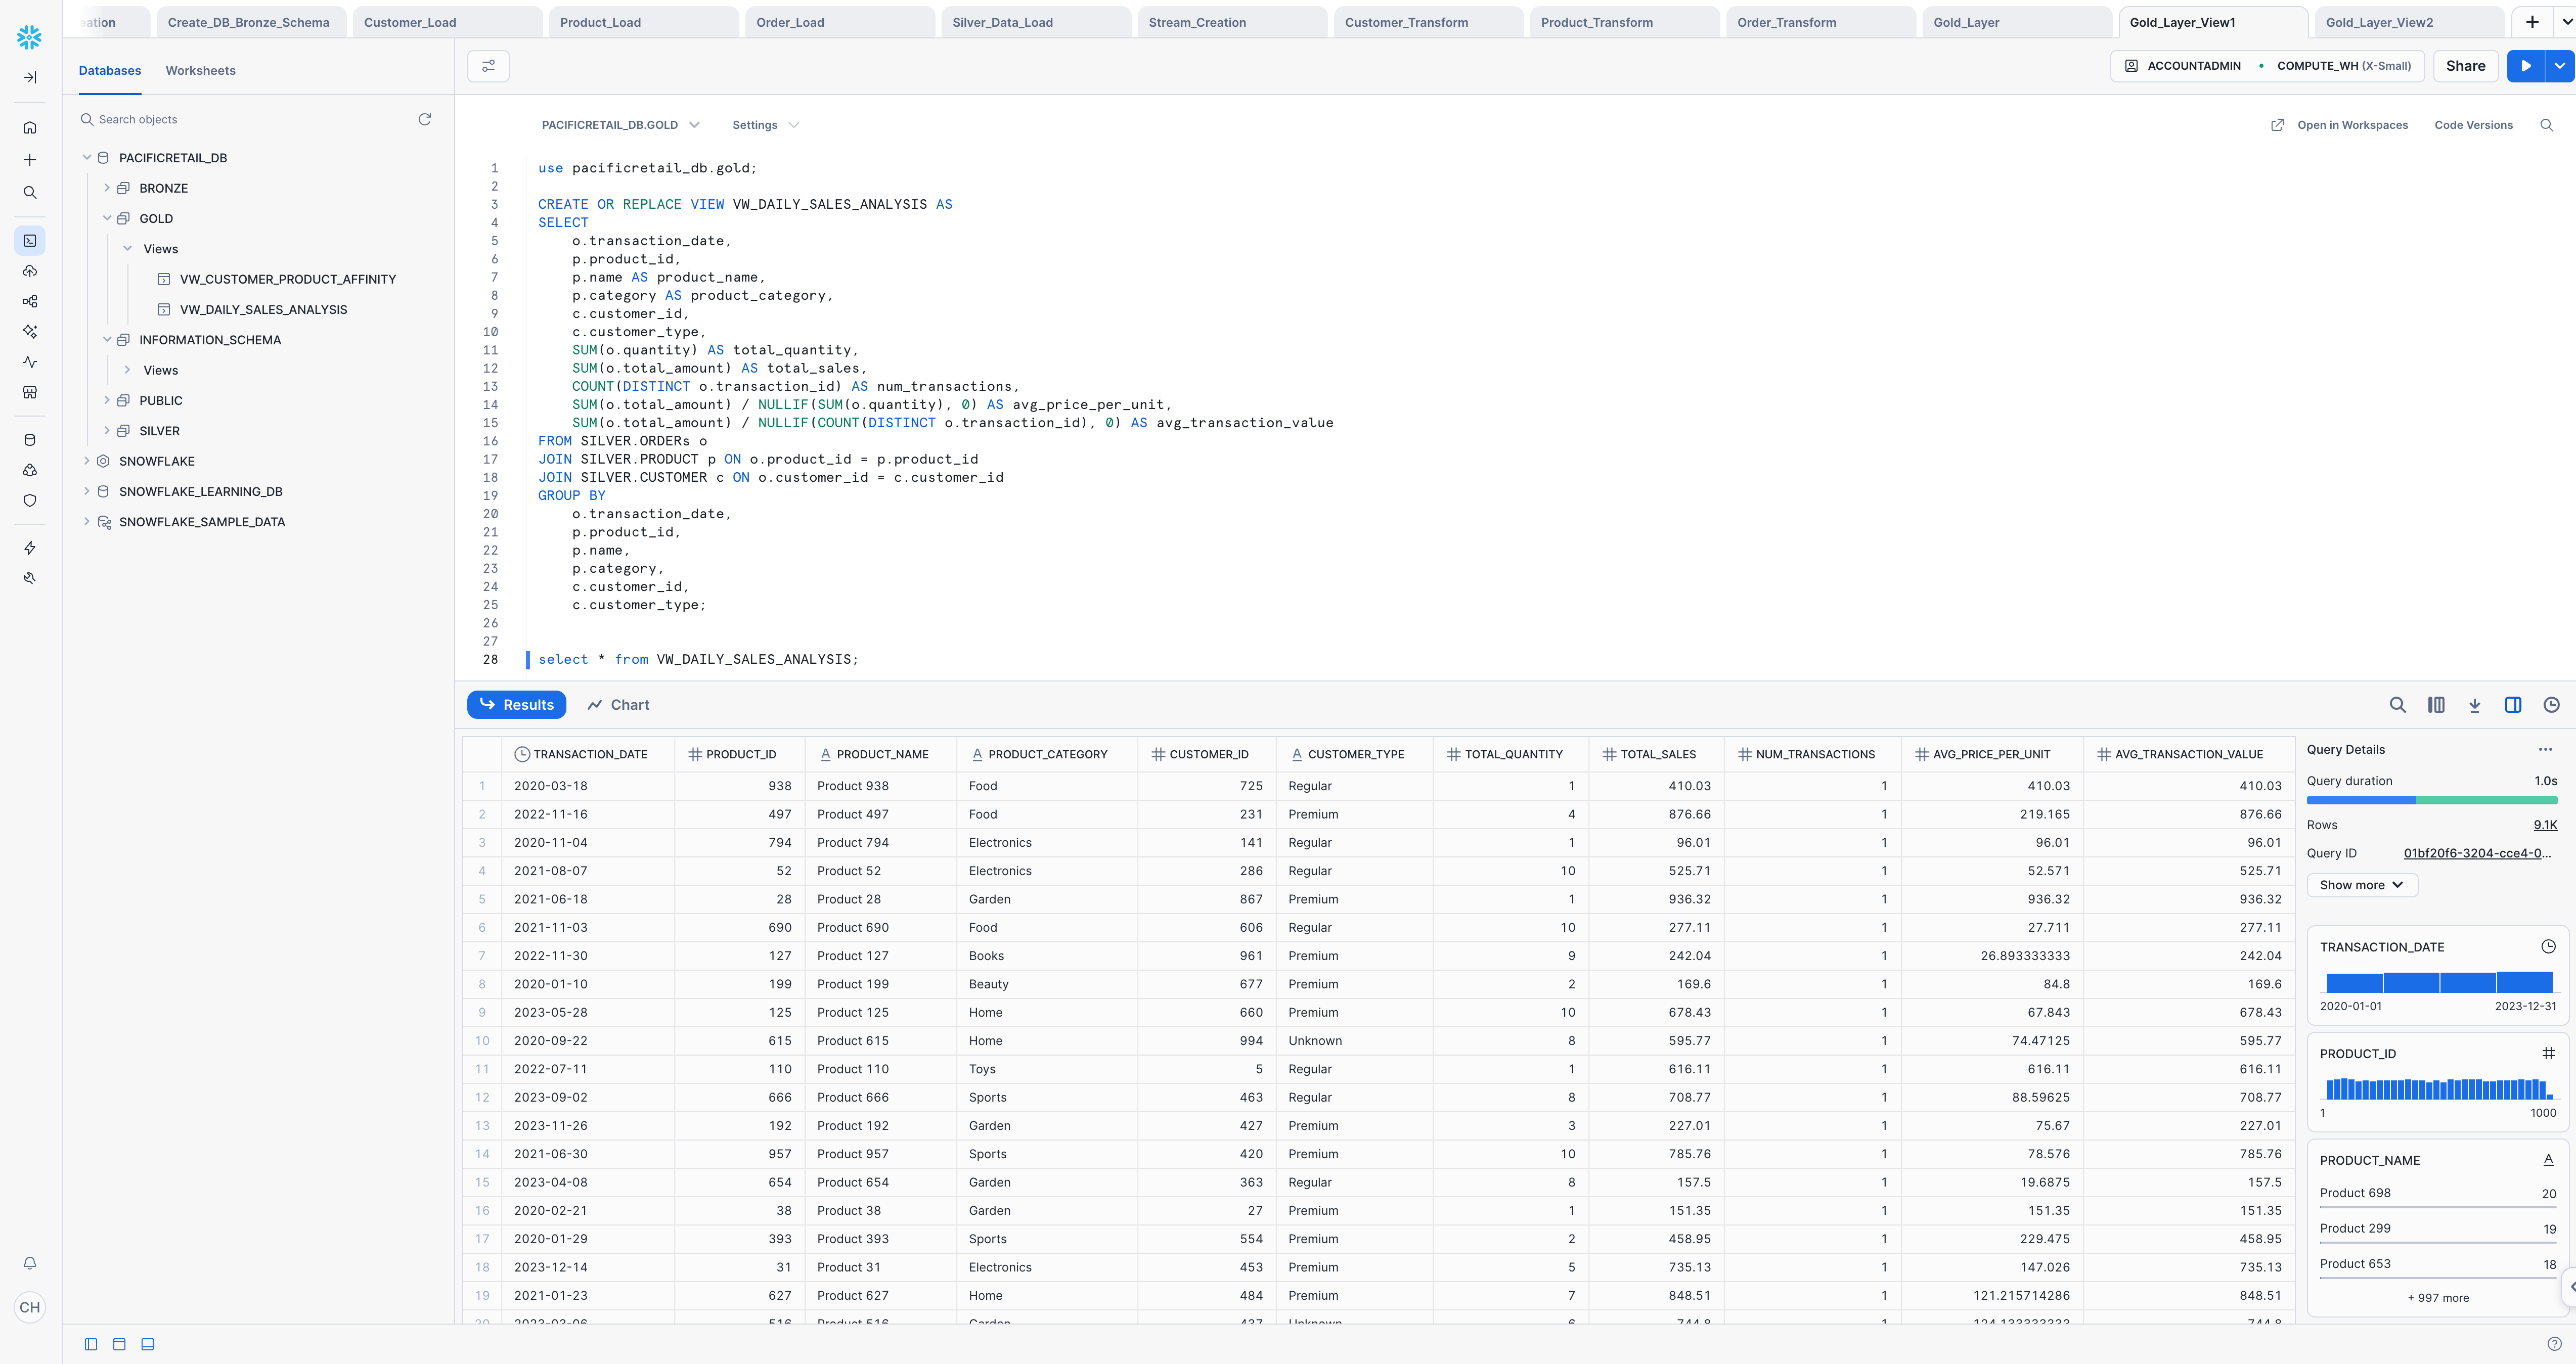 Create_DB_Bronze_Schema Customer_Load Product_Load Order_Load Silver_Data_Load Stream_Creation Customer_Transform Product_Transform Order_Transform Gold_Layer Gold_Layer_View1 Gold_Layer_View2
Databases Worksheets
ACCOUNTADMIN • COMPUTE_WH (X-Small) Share
Search objects
PACIFICRETAIL_DB
BRONZE
GOLD
Views
VW_CUSTOMER_PRODUCT_AFFINITY
VW_DAILY_SALES_ANALYSIS
INFORMATION_SCHEMA
Views
PUBLIC
SILVER
SNOWFLAKE
SNOWFLAKE_LEARNING_DB
SNOWFLAKE_SAMPLE_DATA
CH
PACIFICRETAIL_DB.GOLD Settings Open in Workspaces Code Versions
1 use pacificretail_db.gold;
2
3 CREATE OR REPLACE VIEW VW_DAILY_SALES_ANALYSIS AS
4 SELECT
5 o.transaction_date,
6 p.product_id,
7 p.name AS product_name,
8 p.category AS product_category,
9 c.customer_id,
10 c.customer_type,
11 SUM(o.quantity) AS total_quantity,
12 SUM(o.total_amount) AS total_sales,
13 COUNT(DISTINCT o.transaction_id) AS num_transactions,
14 SUM(o.total_amount) / NULLIF(SUM(o.quantity), 0) AS avg_price_per_unit,
15 SUM(o.total_amount) / NULLIF(COUNT(DISTINCT o.transaction_id), 0) AS avg_transaction_value
16 FROM SILVER.ORDERs o
17 JOIN SILVER.PRODUCT p ON o.product_id = p.product_id
18 JOIN SILVER.CUSTOMER c ON o.customer_id = c.customer_id
19 GROUP BY
20 o.transaction_date,
21 p.product_id,
22 p.name,
23 p.category,
24 c.customer_id,
25 c.customer_type;
26
27
28 select * from VW_DAILY_SALES_ANALYSIS;
Results Chart
TRANSACTION_DATE PRODUCT_ID PRODUCT_NAME PRODUCT_CATEGORY CUSTOMER_ID CUSTOMER_TYPE TOTAL_QUANTITY TOTAL_SALES NUM_TRANSACTIONS AVG_PRICE_PER_UNIT AVG_TRANSACTION_VALUE
1 2020-03-18 938 Product 938 Food 725 Regular 1 410.03 1 410.03 410.03
2 2022-11-16 497 Product 497 Food 231 Premium 4 876.66 1 219.165 876.66
3 2020-11-04 794 Product 794 Electronics 141 Regular 1 96.01 1 96.01 96.01
4 2021-08-07 52 Product 52 Electronics 286 Regular 10 525.71 1 52.571 525.71
5 2021-06-18 28 Product 28 Garden 867 Premium 1 936.32 1 936.32 936.32
6 2021-11-03 690 Product 690 Food 606 Regular 10 277.11 1 27.711 277.11
7 2022-11-30 127 Product 127 Books 961 Premium 9 242.04 1 26.893333333 242.04
8 2020-01-10 199 Product 199 Beauty 677 Premium 2 169.6 1 84.8 169.6
9 2023-05-28 125 Product 125 Home 660 Premium 10 678.43 1 67.843 678.43
10 2020-09-22 615 Product 615 Home 994 Unknown 8 595.77 1 74.47125 595.77
11 2022-07-11 110 Product 110 Toys 5 Regular 1 616.11 1 616.11 616.11
12 2023-09-02 666 Product 666 Sports 463 Regular 8 708.77 1 88.59625 708.77
13 2023-11-26 192 Product 192 Garden 427 Premium 3 227.01 1 75.67 227.01
14 2021-06-30 957 Product 957 Sports 420 Premium 10 785.76 1 78.576 785.76
15 2023-04-08 654 Product 654 Garden 363 Regular 8 157.5 1 19.6875 157.5
16 2020-02-21 38 Product 38 Garden 27 Premium 1 151.35 1 151.35 151.35
17 2020-01-29 393 Product 393 Sports 554 Premium 2 458.95 1 229.475 458.95
18 2023-12-14 31 Product 31 Electronics 453 Premium 5 735.13 1 147.026 735.13
19 2021-01-23 627 Product 627 Home 484 Premium 7 848.51 1 121.215714286 848.51
Query Details
Query duration 1.0s
Rows 9.1K
Query ID 01bf20f6-3204-cce4-0...
Show more
TRANSACTION_DATE
2020-01-01 2023-12-31
PRODUCT_ID
1 1000
PRODUCT_NAME
Product 698 20
Product 299 19
Product 653 18
+ 997 more